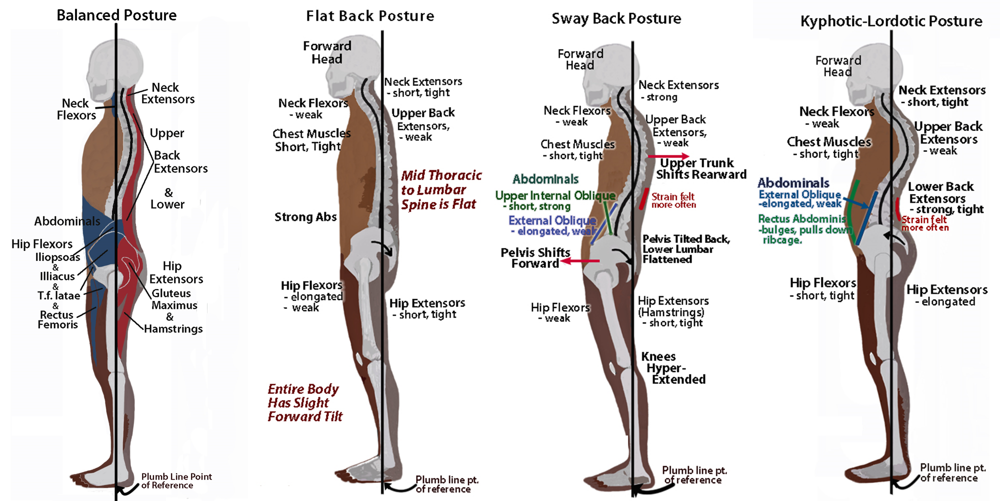 Balanced Posture
Neck
Extensors
Neck
Flexors
Upper
Back
Extensors
&
Lower
Abdominals
Hip Flexors
Iliopsoas
&
Illiacus
&
T.f. latae
&
Rectus
Femoris
Hip
Extensors
Gluteus
Maximus
&
Hamstrings
Plumb Line Point
of Reference
Flat Back Posture
Forward
Head
Neck Extensors
- short, tight
Neck Flexors
- weak
Upper Back
Extensors,
- weak
Chest Muscles
Short, Tight
Mid Thoracic
to Lumbar
Spine is Flat
Strong Abs
Hip Flexors
- elongated
- weak
Hip Extensors
- short, tight
Entire Body
Has Slight
Forward Tilt
Plumb line pt.
of reference
Sway Back Posture
Forward
Head
Neck Extensors
- strong
Neck Flexors
- weak
Upper Back
Extensors,
- weak
Chest Muscles
- short, tight
Upper Trunk
Shifts Rearward
Abdominals
Upper Internal Oblique
- short, strong
Strain felt
more often
External Oblique
- elongated, weak
Pelvis Tilted Back,
Lower Lumbar
Flattened
Pelvis Shifts
Forward
Hip Flexors
- weak
Hip Extensors
(Hamstrings)
- short, tight
Knees
Hyper-
Extended
Plumb line pt.
of reference
Kyphotic-Lordotic Posture
Forward
Head
Neck Extensors
- short, tight
Neck Flexors
- weak
Upper Back
Extensors
- weak
Chest Muscles
- short, tight
Abdominals
External Oblique
-elongated, weak
Rectus Abdominis
-bulges, pulls down
ribcage.
Lower Back
Extensors
- strong, tight
Strain felt
more often
Hip Flexors
- short, tight
Hip Extensors
- elongated
Plumb line pt.
of reference